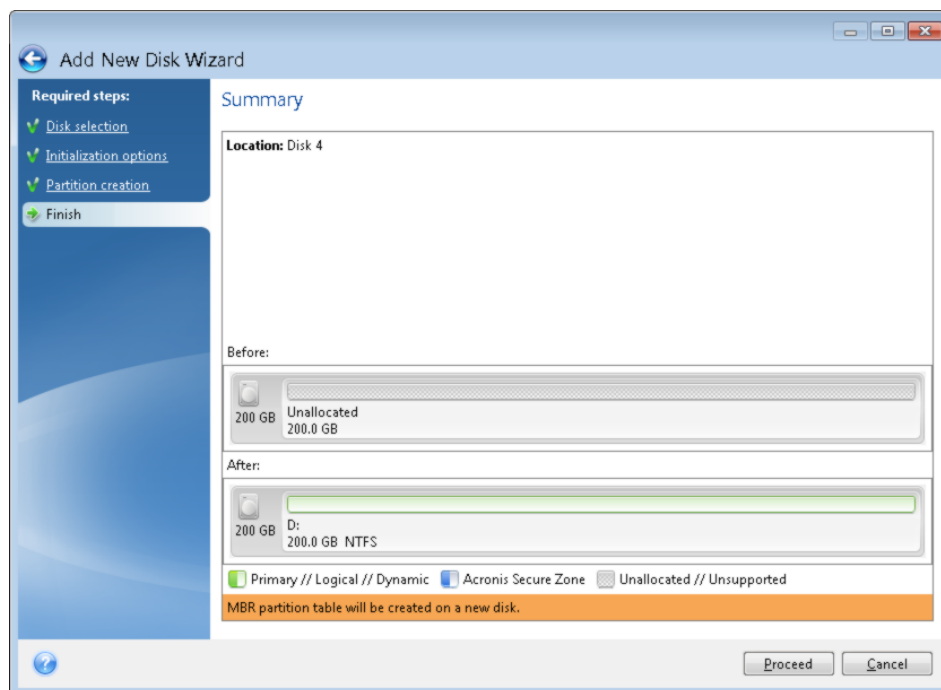 Add New Disk Wizard
Required steps:
Disk selection
Initialization options
Partition creation
Finish
Summary
Location: Disk 4
Before:
200 GB
Unallocated
200.0 GB
After:
200 GB
D:
200.0 GB NTFS
Primary // Logical // Dynamic Acronis Secure Zone Unallocated // Unsupported
MBR partition table will be created on a new disk.
Proceed Cancel